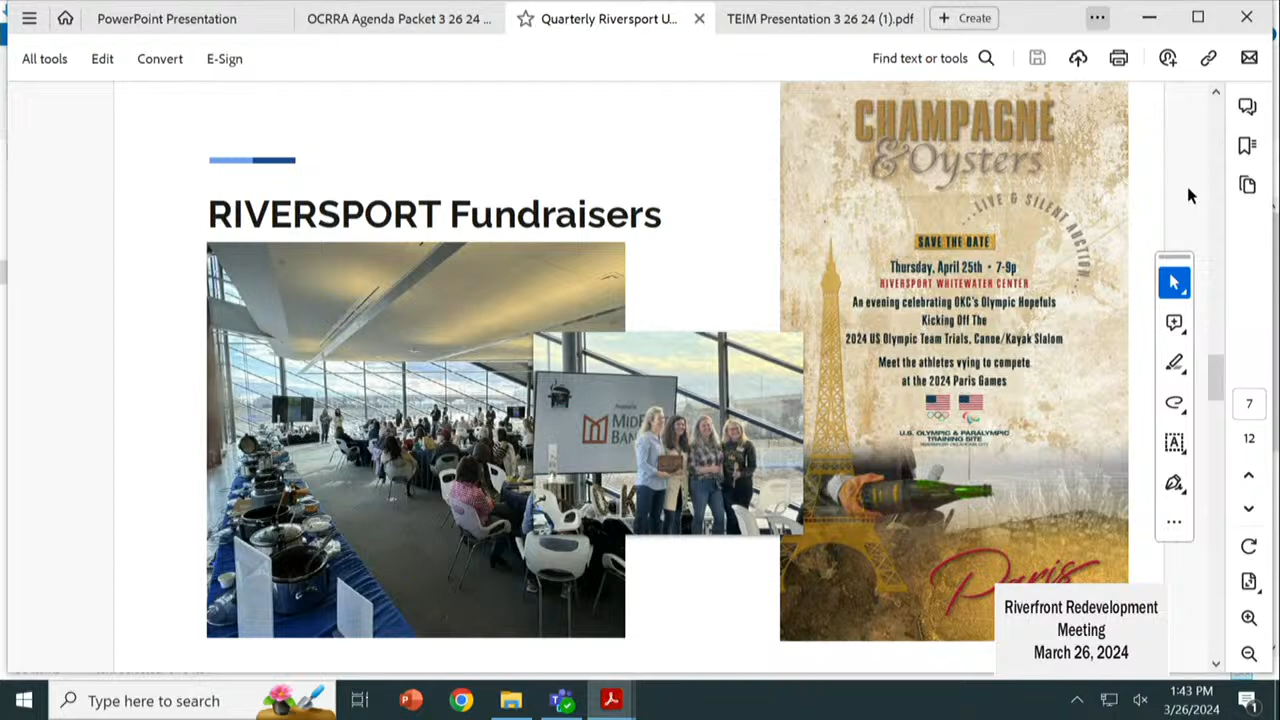 PowerPoint Presentation
OCRRA Agenda Packet 3 26 24 ...
Quarterly Riversport U...
TEIM Presentation 3 26 24 (1).pdf
Create
All tools
Edit
Convert
E-Sign
Find text or tools
RIVERSPORT Fundraisers
CHAMPAGNE
& Oysters
...LIVE & SILENT AUCTION...
SAVE THE DATE
Thursday, April 25th • 7-9p
RIVERSPORT WHITEWATER CENTER
An evening celebrating OKC's Olympic Hopefuls
Kicking Off The
2024 US Olympic Team Trials, Canoe/Kayak Slalom
Meet the athletes vying to compete
at the 2024 Paris Games
U.S. OLYMPIC & PARALYMPIC
TRAINING SITE
MIDF
BAN
Paris
Riverfront Redevelopment
Meeting
March 26, 2024
7
12
Type here to search
1:43 PM
3/26/2024
1